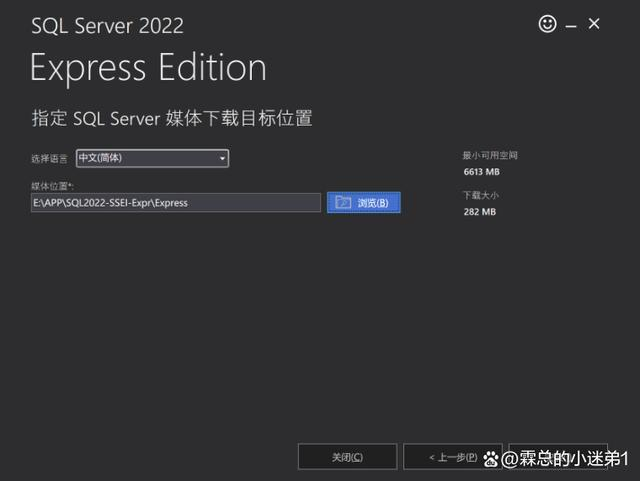 SQL Server 2022
Express Edition
指定 SQL Server 媒体下载目标位置
选择语言 中文(简体)
最小可用空间
6613 MB
媒体位置*:
E:\APP\SQL2022-SSEI-Expr\Express
浏览(B)
下载大小
282 MB
关闭(C)
< 上一步(P)
@霖总的小迷弟1